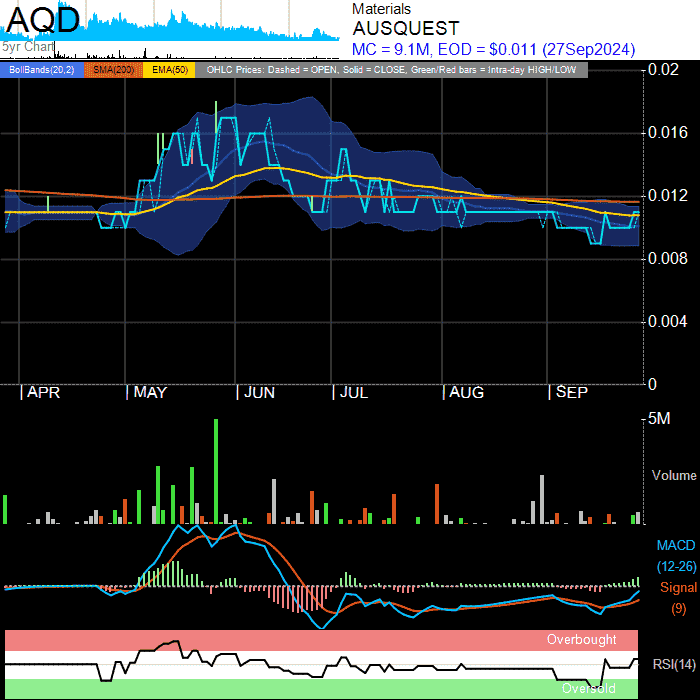 AQD
5yr Chart
Materials
AUSQUEST
MC = 9.1M, EOD = $0.011 (27Sep2024)
BollBands(20,2) SMA(200) EMA(50) OHLC Prices: Dashed = OPEN, Solid = CLOSE, Green/Red bars = Intra-day HIGH/LOW
0.02
0.016
0.012
0.008
0.004
0
APR MAY JUN JUL AUG SEP
5M
Volume
MACD
(12-26)
Signal
(9)
Overbought
RSI(14)
Oversold